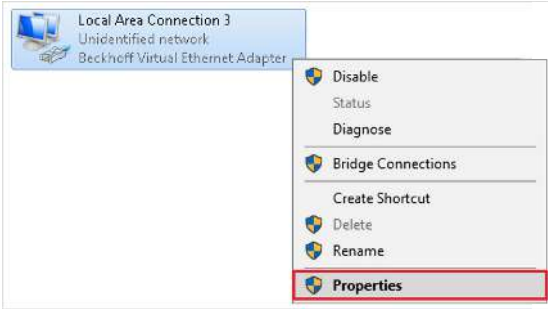 Local Area Connection 3
Unidentified network
Beckhoff Virtual Ethernet Adapter
Disable
Status
Diagnose
Bridge Connections
Create Shortcut
Delete
Rename
Properties